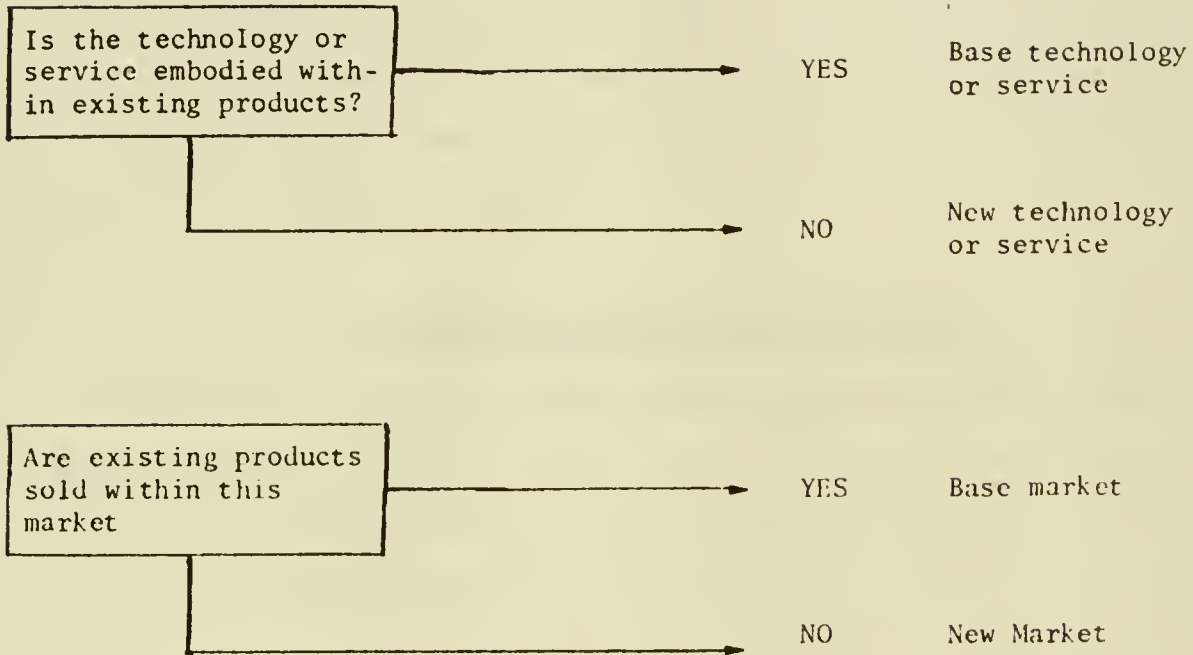 Is the technology or
service embodied with-
in existing products?
YES
Base technology
or service
NO
New technology
or service
Are existing products
sold within this
market
YES
Base market
NO
New Market